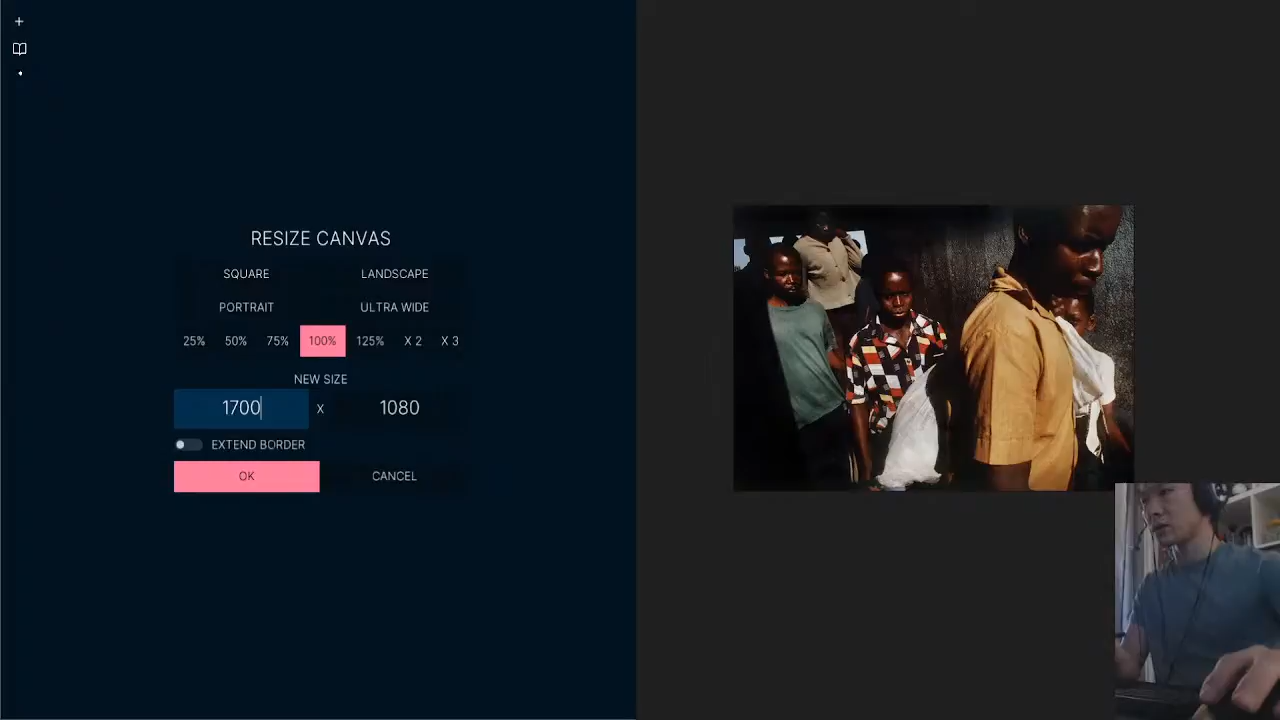 RESIZE CANVAS
SQUARE LANDSCAPE
PORTRAIT ULTRA WIDE
25% 50% 75% 100% 125% X 2 X 3
NEW SIZE
1700 X 1080
EXTEND BORDER
OK CANCEL